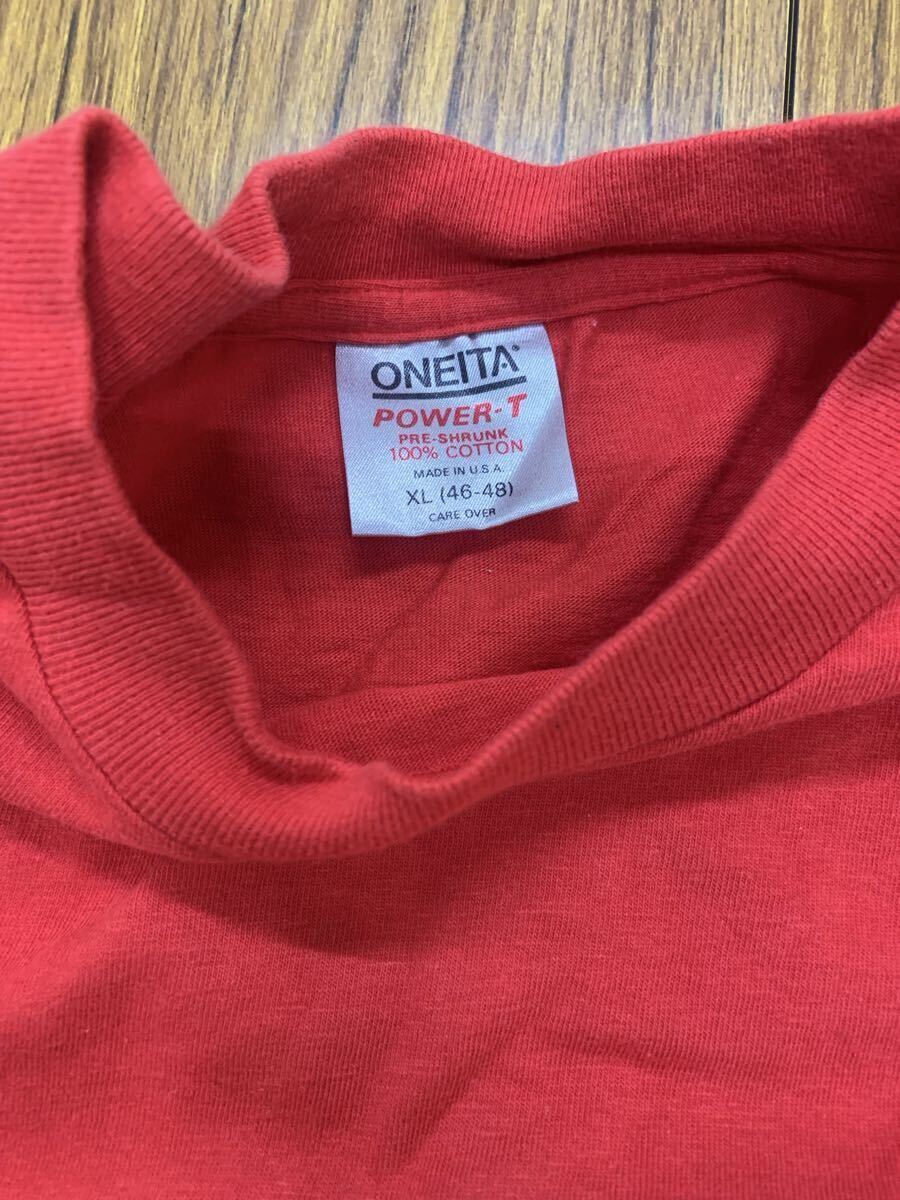 ONEITA®
POWER-T
PRE-SHRUNK
100% COTTON
MADE IN U.S.A.
XL (46-48)
CARE OVER